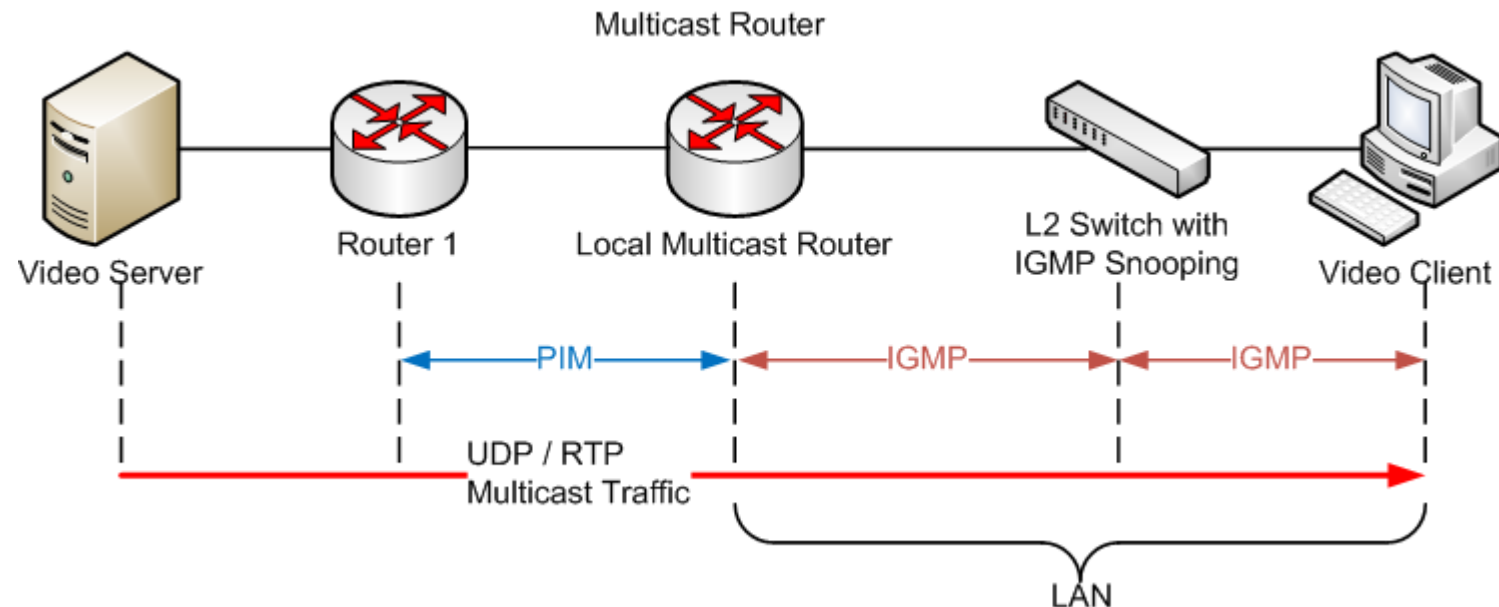 Multicast Router
Video Server
Router 1
Local Multicast Router
L2 Switch with
IGMP Snooping
Video Client
PIM
IGMP
IGMP
UDP / RTP
Multicast Traffic
LAN